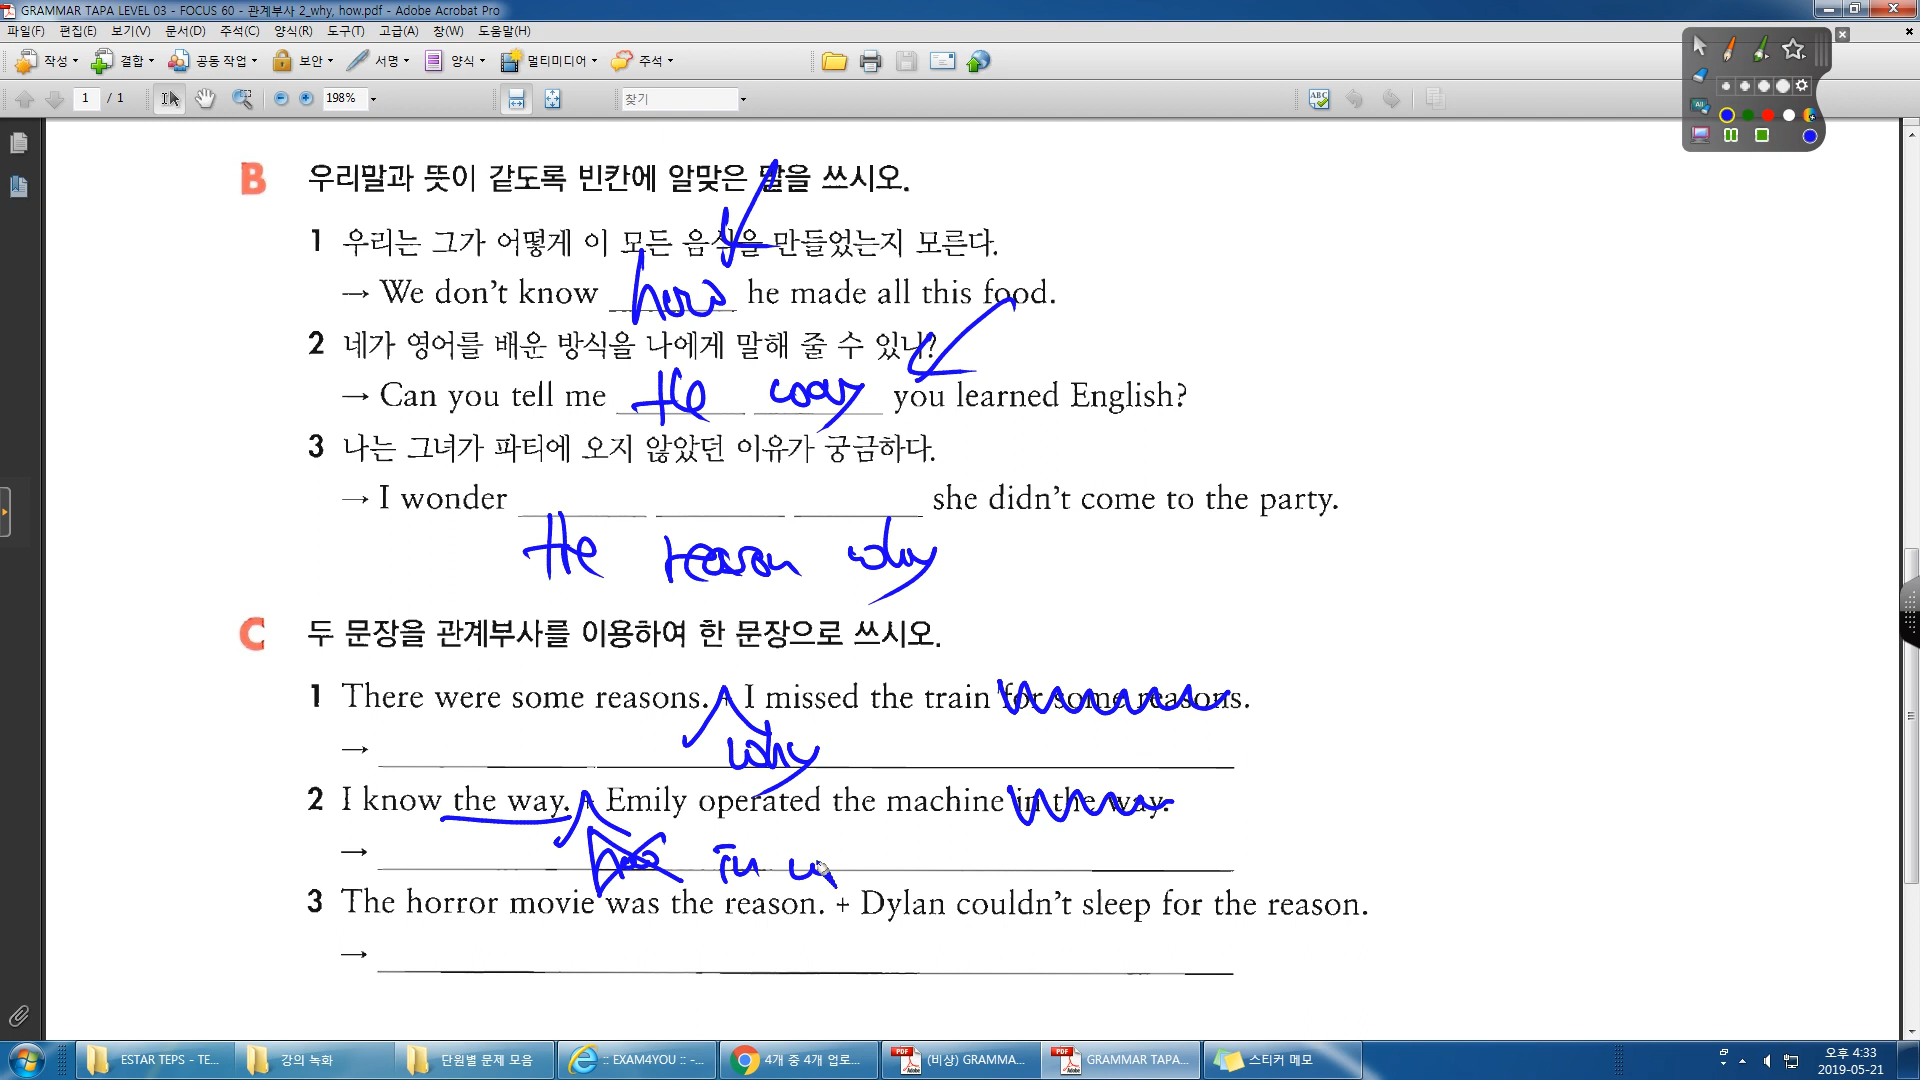 GRAMMAR TAPA LEVEL 03 - FOCUS 60 - 관계부사 2_why, how.pdf - Adobe Acrobat Pro
파일(F) 편집(E) 보기(V) 문서(D) 주석(C) 양식(R) 도구(T) 고급(A) 창(W) 도움말(H)
작성 결합 공동 작업 보안 서명 양식 멀티미디어 주석
1 / 1 198% 찾기
B 우리말과 뜻이 같도록 빈칸에 알맞은 말을 쓰시오.
1 우리는 그가 어떻게 이 모든 음식을 만들었는지 모른다.
→ We don't know how he made all this food.
2 네가 영어를 배운 방식을 나에게 말해 줄 수 있니?
→ Can you tell me the way you learned English?
3 나는 그녀가 파티에 오지 않았던 이유가 궁금하다.
→ I wonder she didn't come to the party.
the reason why
C 두 문장을 관계부사를 이용하여 한 문장으로 쓰시오.
1 There were some reasons. + I missed the train for some reasons.
→ why
2 I know the way. + Emily operated the machine in the way.
→ how in
3 The horror movie was the reason. + Dylan couldn't sleep for the reason.
→
ESTAR TEPS - TE... 강의 녹화 단원별 문제 모음 :: EXAM4YOU :: -... 4개 중 4개 업로... (비상) GRAMMA... GRAMMAR TAPA... 스티커 메모 오후 4:33
2019-05-21